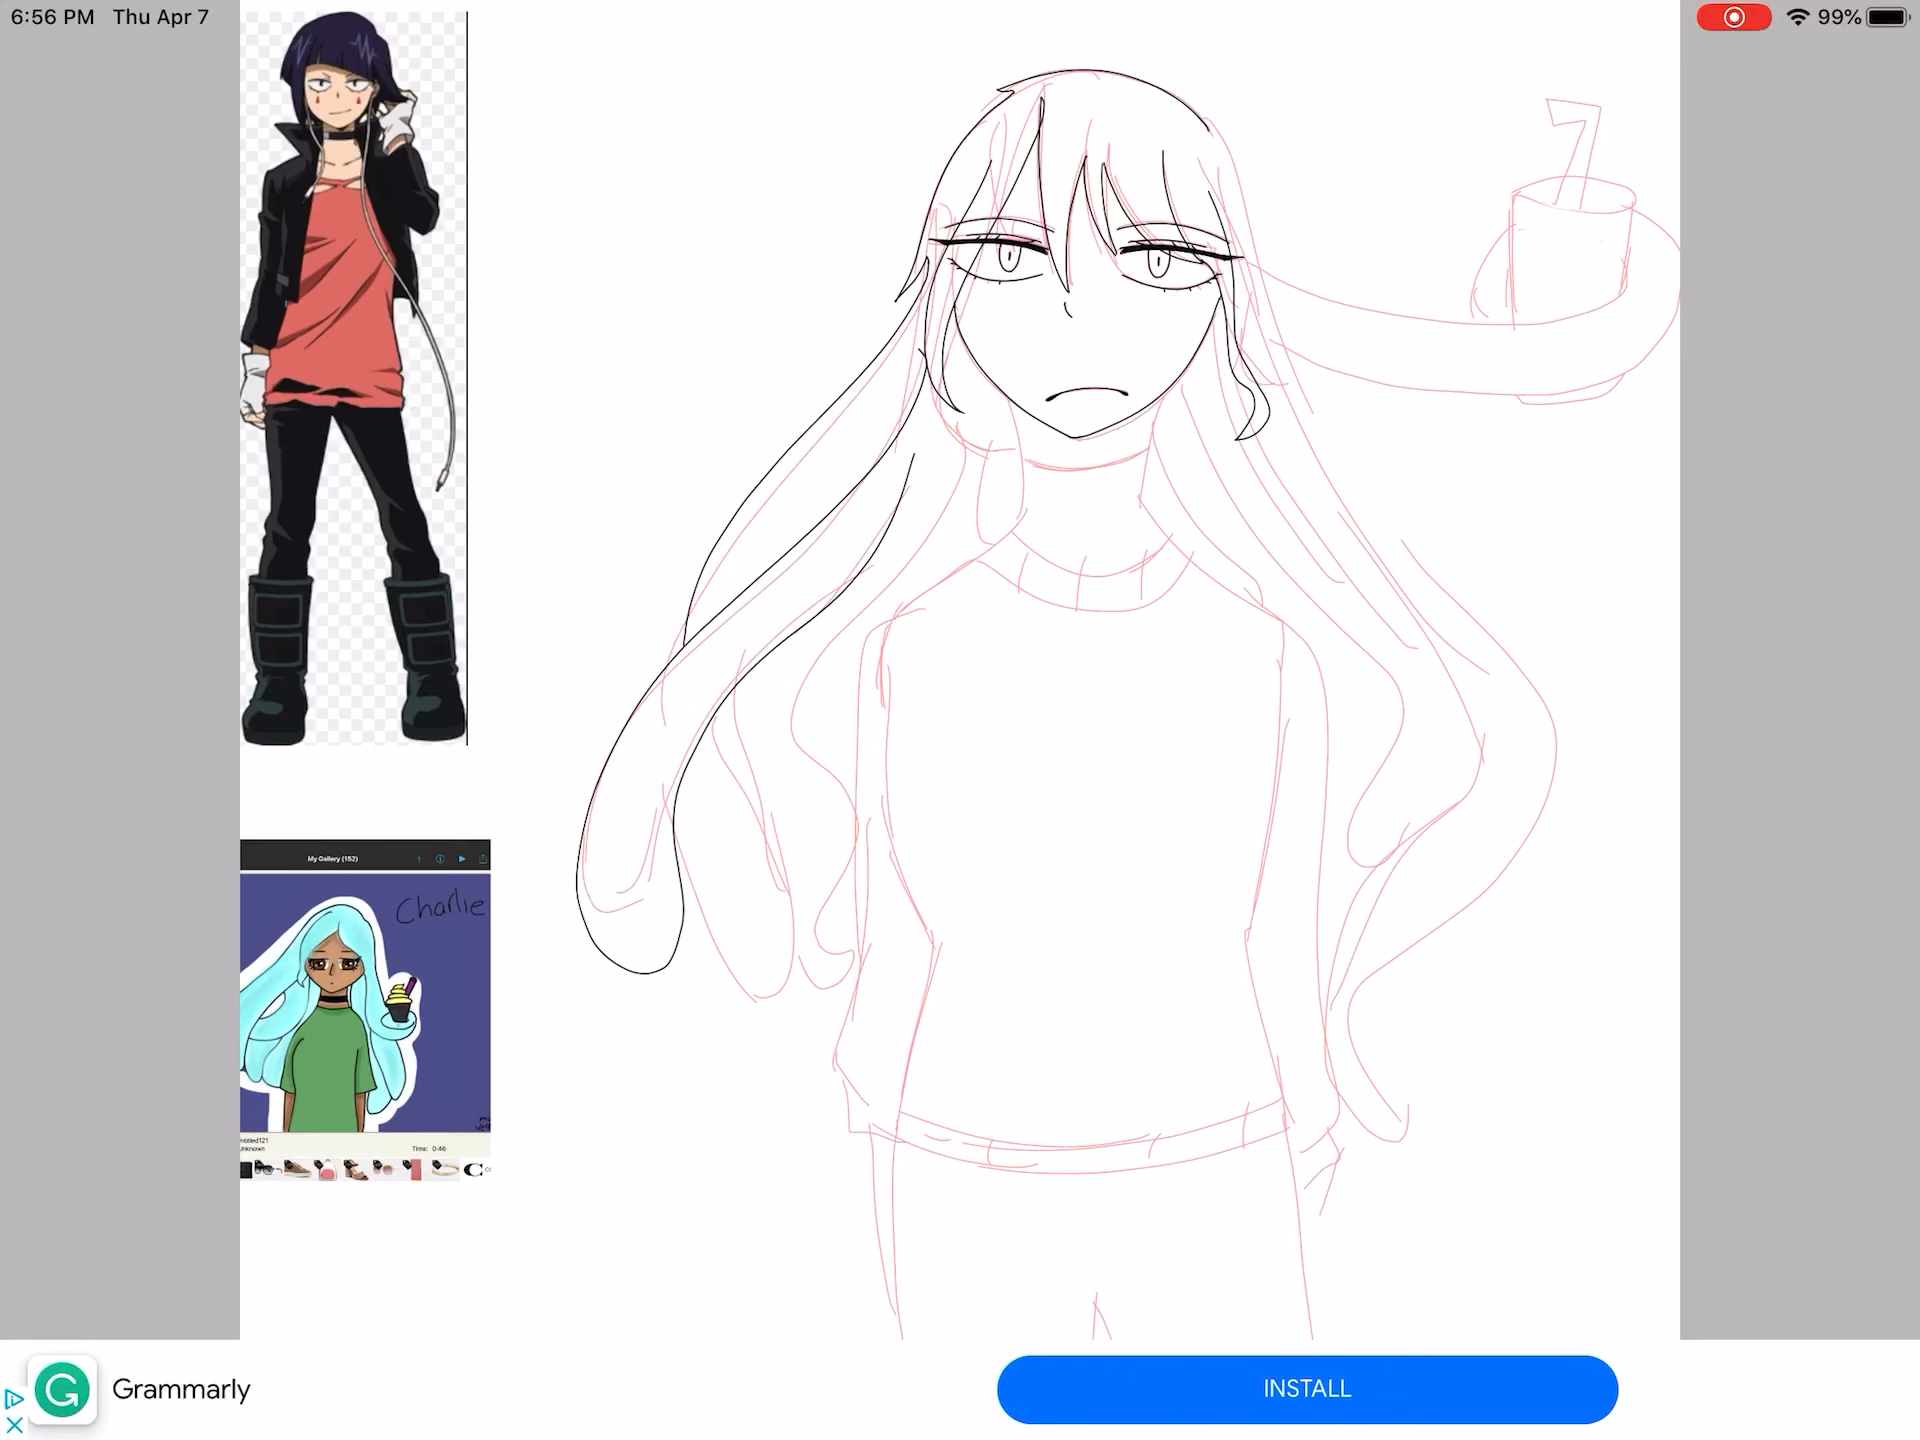 6:56 PM Thu Apr 7
99%
My Gallery (152)
Charlie
Untitled121
Unknown
Time: 0:46
Grammarly
INSTALL